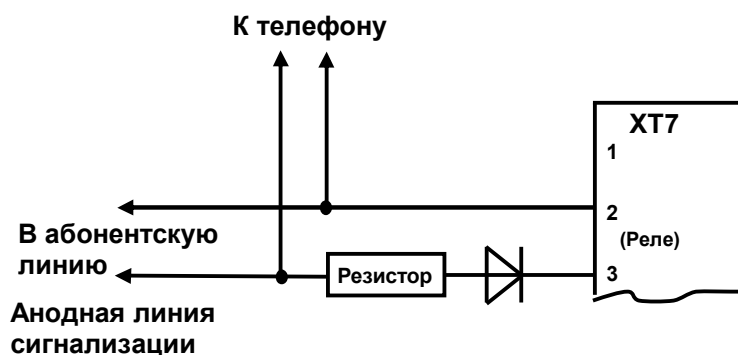 К телефону
XT7
1
2
(Реле)
3
В абонентскую
линию
Резистор
Анодная линия
сигнализации